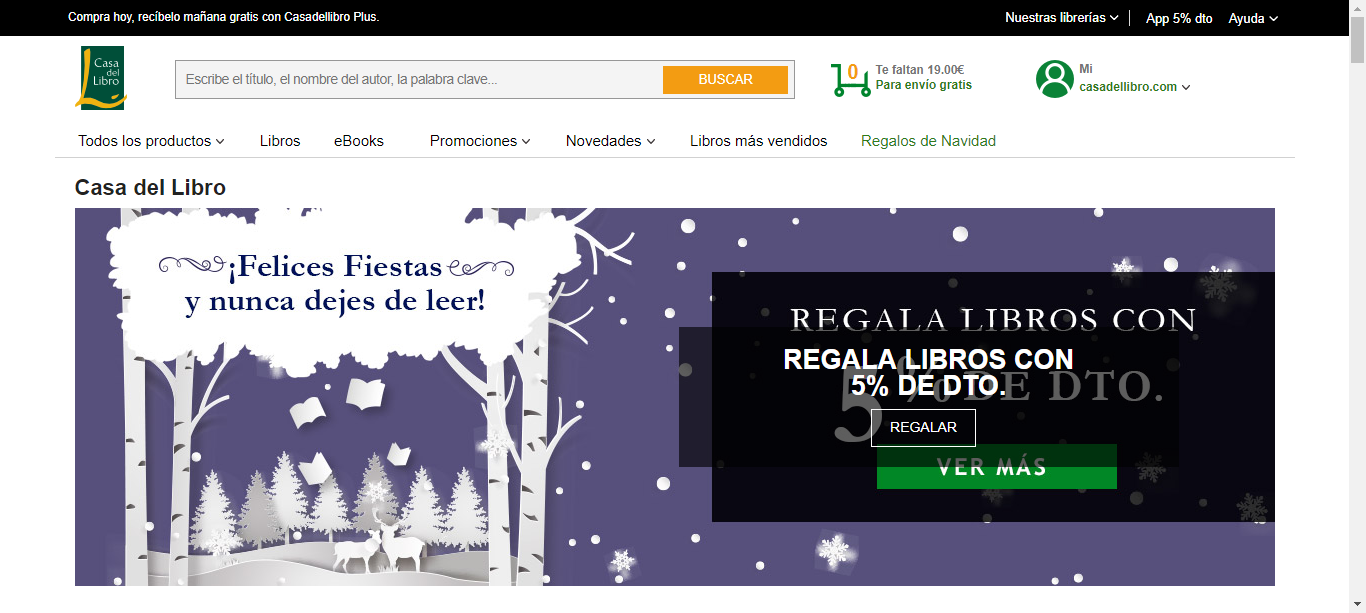 Compra hoy, recíbelo mañana gratis con Casadellibro Plus.
Nuestras librerías
App 5% dto
Ayuda
Casa
del
Libro
Escribe el título, el nombre del autor, la palabra clave...
BUSCAR
0
Te faltan 19.00€
Para envío gratis
Mi
casadellibro.com
Todos los productos
Libros
eBooks
Promociones
Novedades
Libros más vendidos
Regalos de Navidad
Casa del Libro
¡Felices Fiestas
y nunca dejes de leer!
REGALA LIBROS CON
5% DE DTO.
REGALA LIBROS CON
5% DE DTO.
REGALAR
VER MÁS